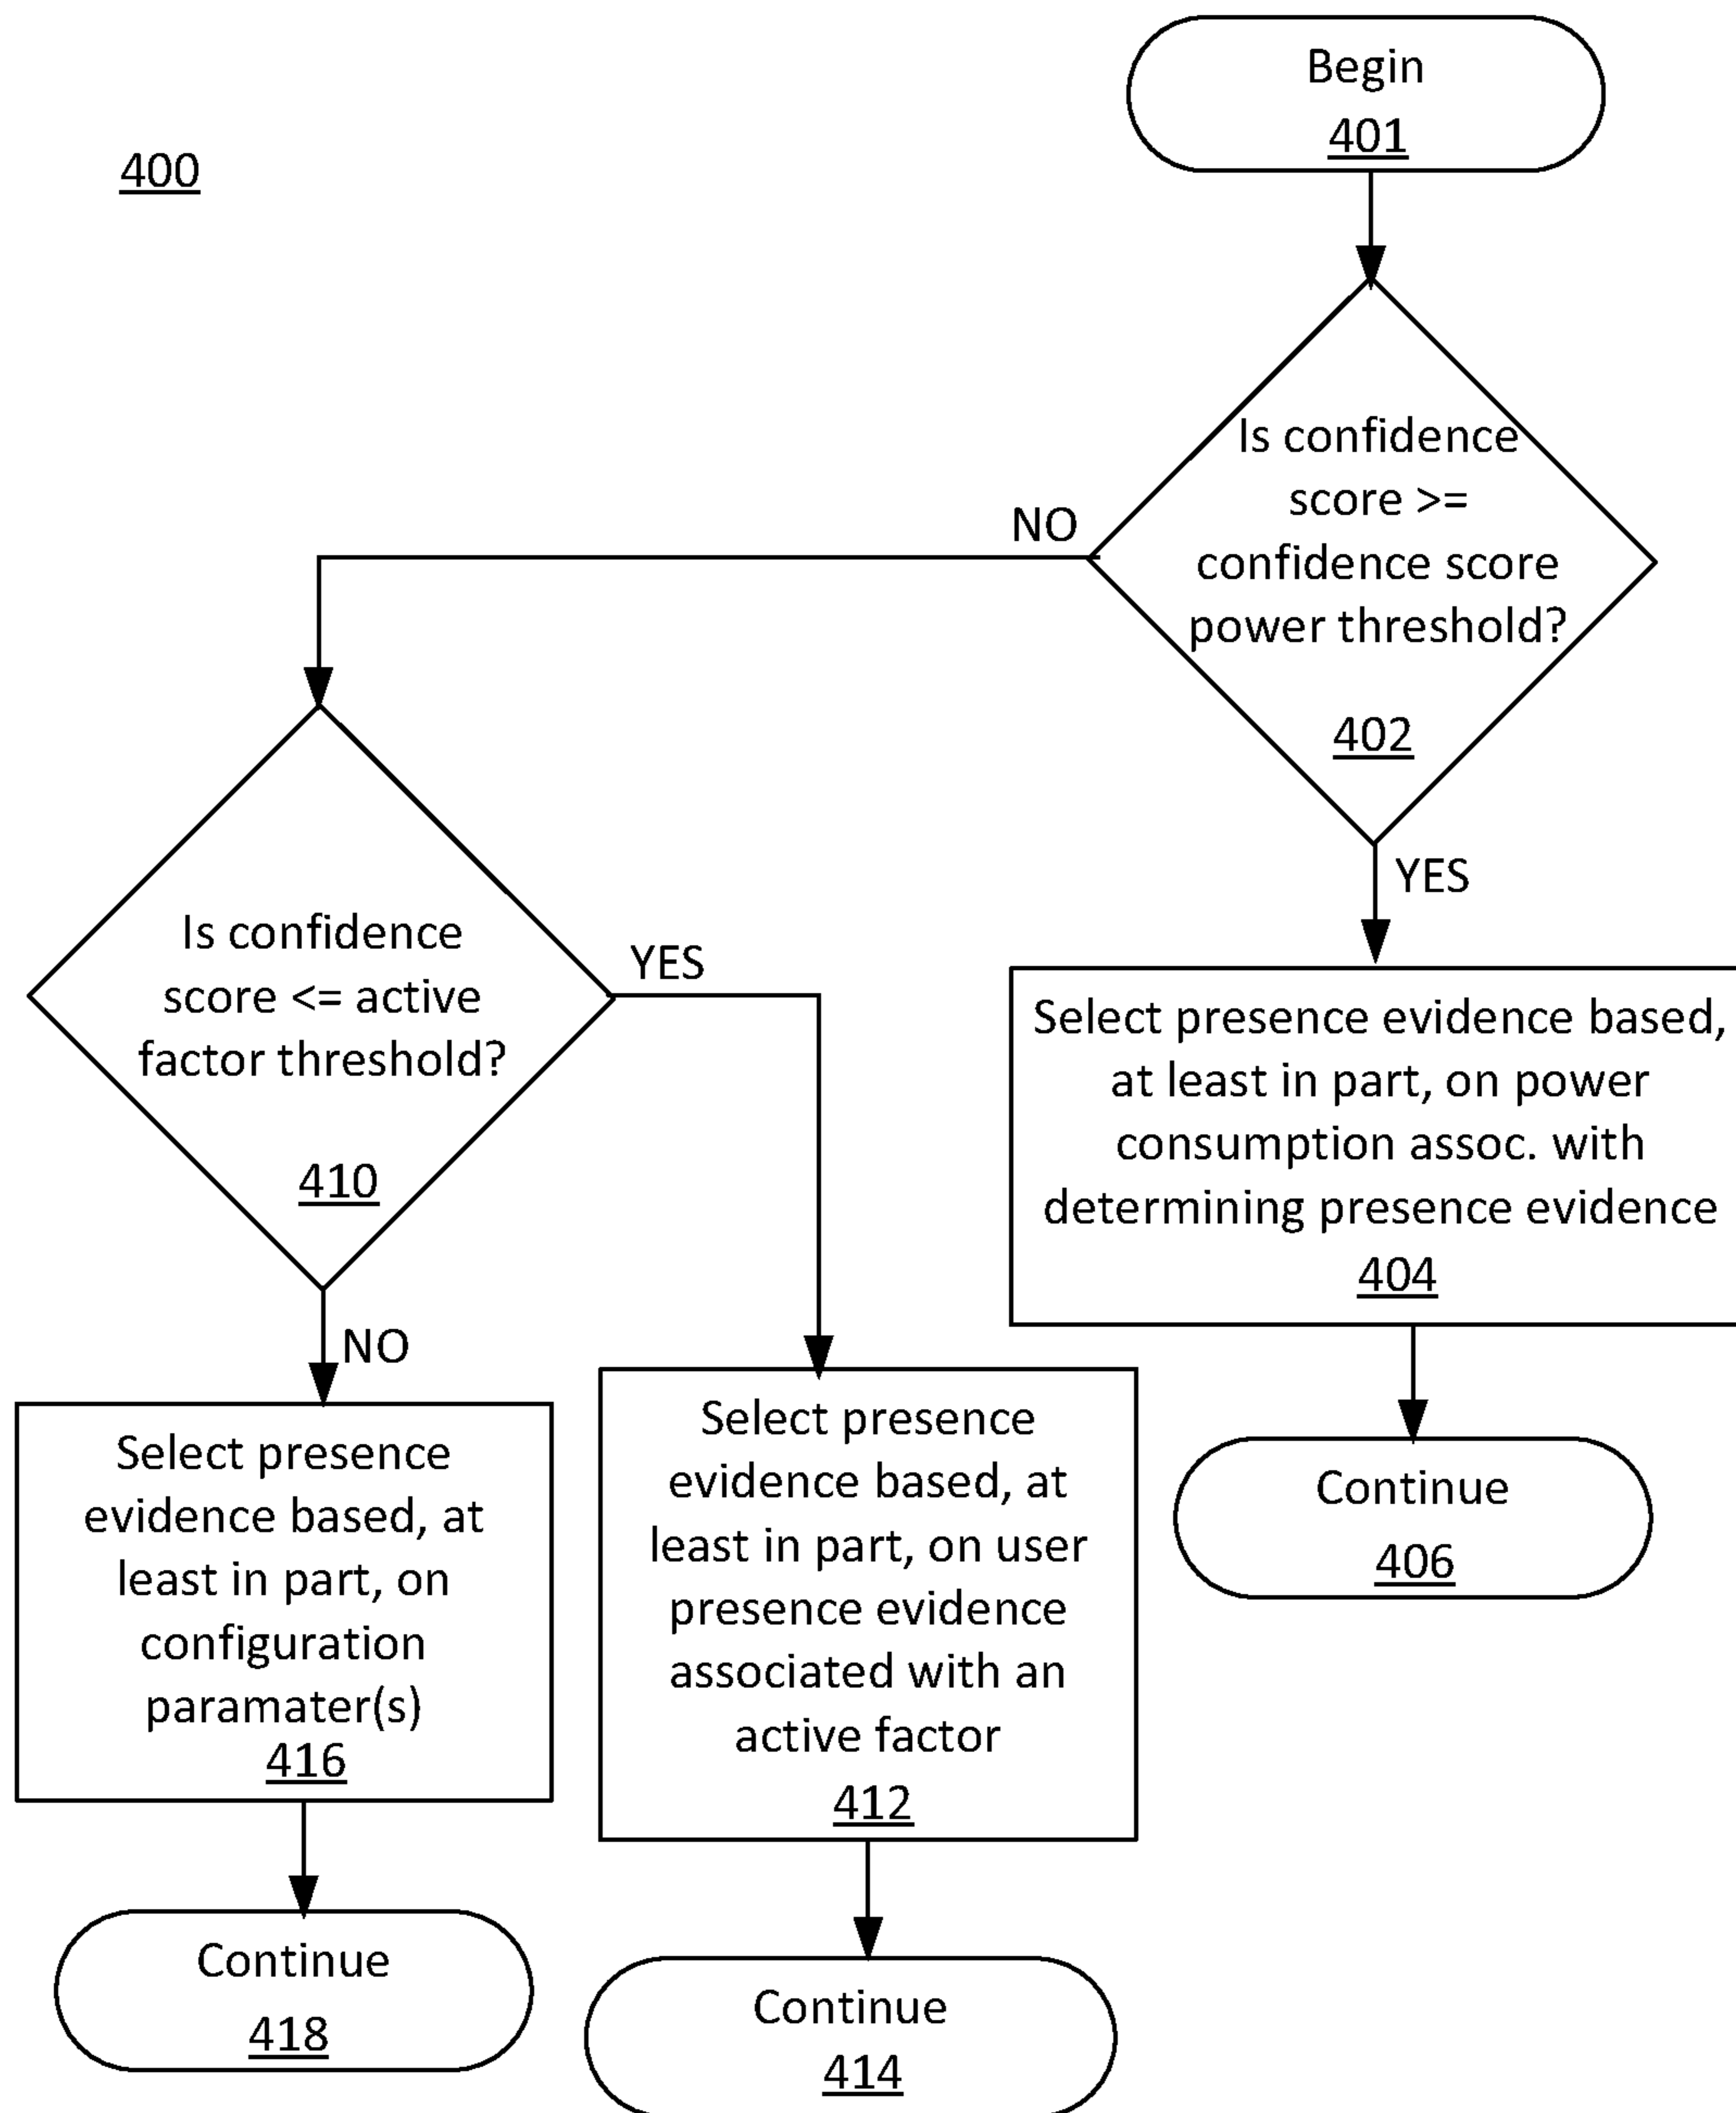 400
Begin
401
Is confidence
score >=
confidence score
power threshold?
402
NO
YES
Is confidence
score <= active
factor threshold?
410
YES
NO
Select presence evidence based,
at least in part, on power
consumption assoc. with
determining presence evidence
404
Continue
406
Select presence
evidence based, at
least in part, on user
presence evidence
associated with an
active factor
412
Continue
414
Select presence
evidence based, at
least in part, on
configuration
paramater(s)
416
Continue
418